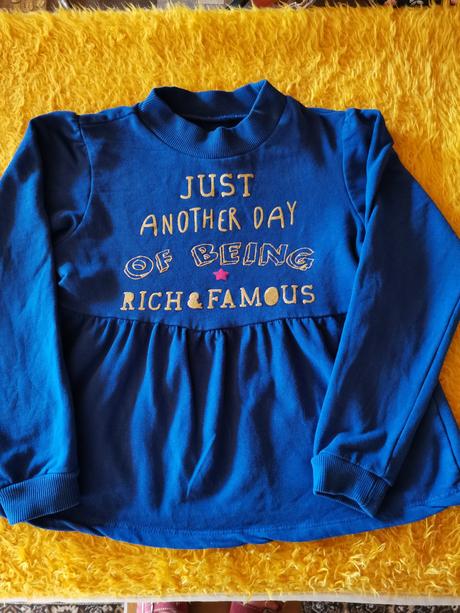 JUST
ANOTHER DAY
OF BEING
RICH & FAMOUS